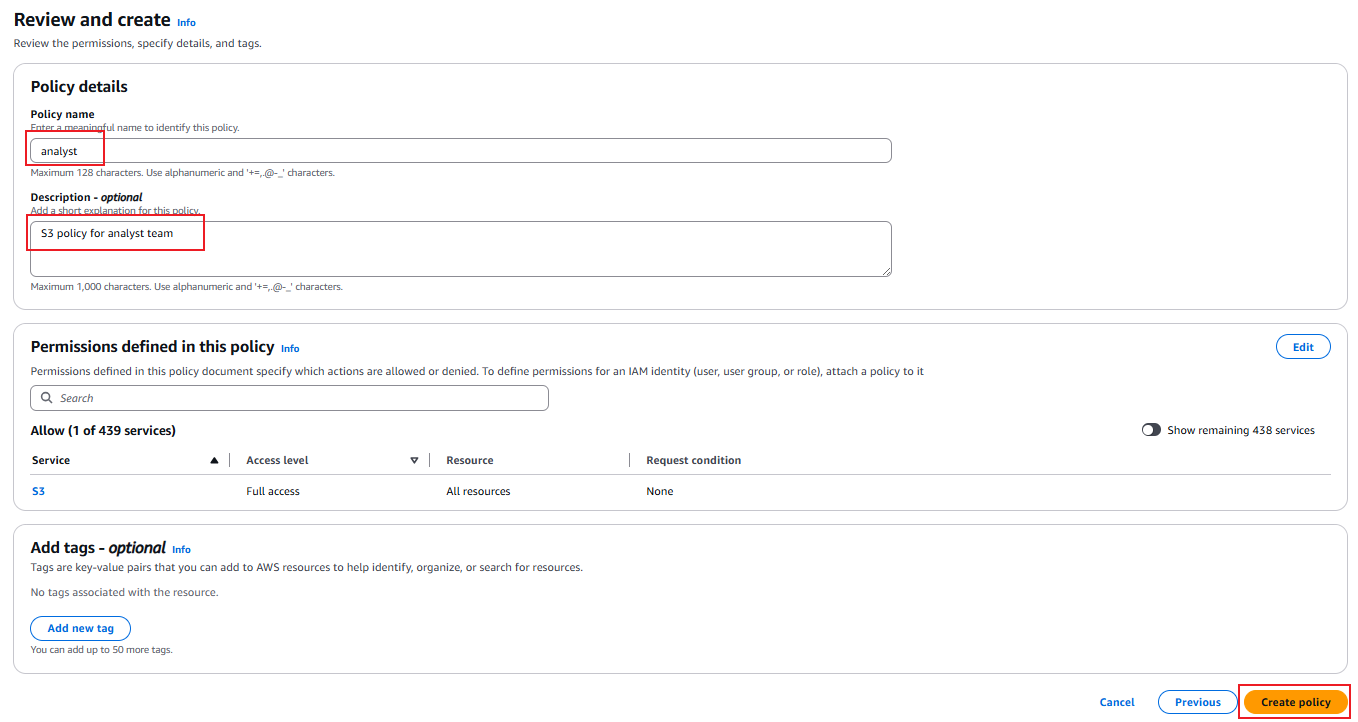 Review and create Info
Review the permissions, specify details, and tags.
Policy details
Policy name
Enter a meaningful name to identify this policy.
analyst
Maximum 128 characters. Use alphanumeric and '+=,.@-_' characters.
Description - optional
Add a short explanation for this policy.
S3 policy for analyst team
Maximum 1,000 characters. Use alphanumeric and '+=,.@-_' characters.
Permissions defined in this policy Info
Edit
Permissions defined in this policy document specify which actions are allowed or denied. To define permissions for an IAM identity (user, user group, or role), attach a policy to it
Search
Allow (1 of 439 services)
Show remaining 438 services
Service Access level Resource Request condition
S3 Full access All resources None
Add tags - optional Info
Tags are key-value pairs that you can add to AWS resources to help identify, organize, or search for resources.
No tags associated with the resource.
Add new tag
You can add up to 50 more tags.
Cancel Previous Create policy